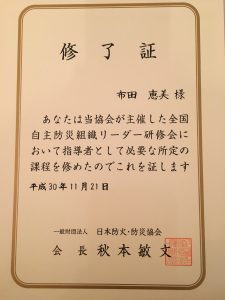 修了証
布田 恵美 様
あなたは当協会が主催した全国
自主防災組織リーダー研修会に
おいて指導者として必要な所定の
課程を修めたのでこれを証します
平成30年11月21日
一般財団法人 日本防火・防災協会
会長 秋本敏文